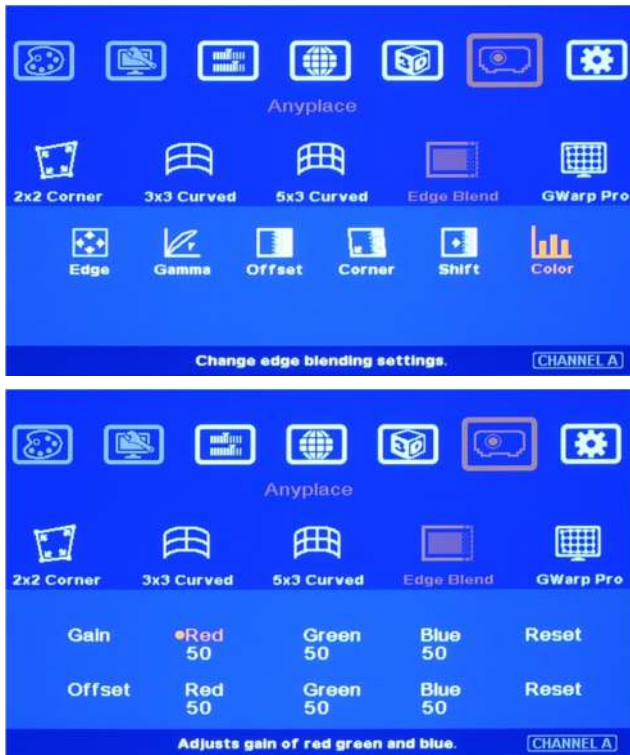 3D
Anyplace
2x2 Corner 3x3 Curved 5x3 Curved Edge Blend GWarp Pro
Edge Gamma Offset Corner Shift Color
Change edge blending settings. CHANNEL A
3D
Anyplace
2x2 Corner 3x3 Curved 5x3 Curved Edge Blend GWarp Pro
Gain Red Green Blue Reset
50 50 50
Offset Red Green Blue Reset
50 50 50
Adjusts gain of red green and blue. CHANNEL A